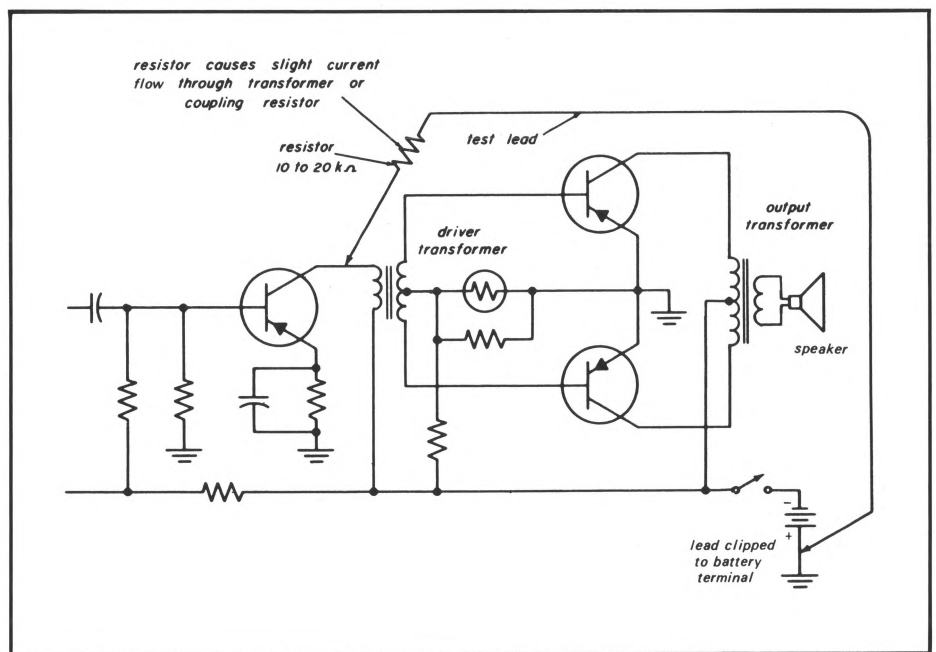 resistor causes slight current
flow through transformer or
coupling resistor
resistor
10 to 20 kΩ
test lead
driver
transformer
output
transformer
speaker
-
+
lead clipped
to battery
terminal